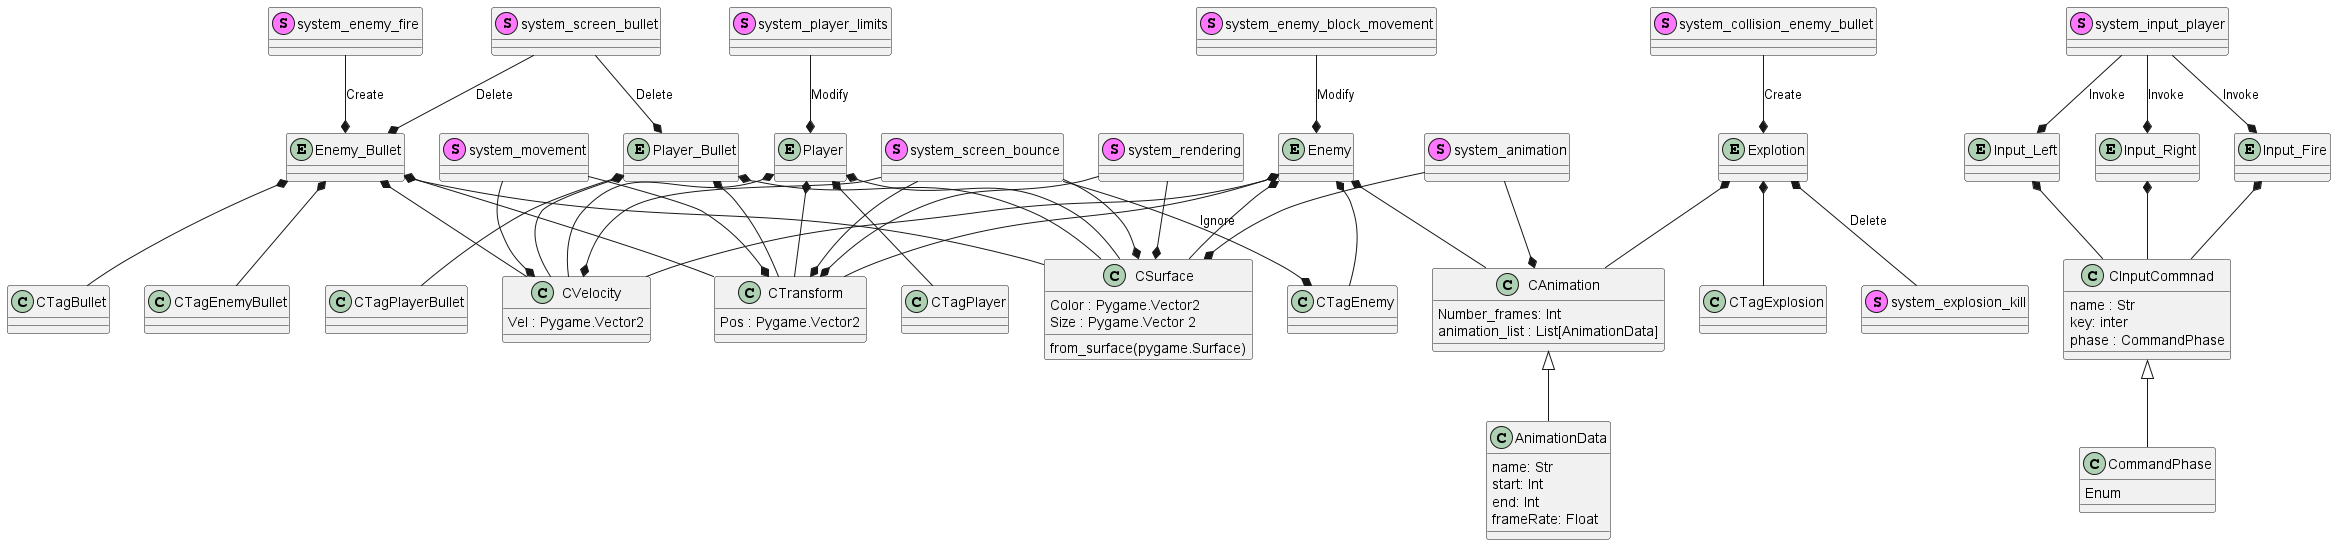 S system_enemy_fire
S system_screen_bullet
S system_player_limits
S system_enemy_block_movement
S system_collision_enemy_bullet
S system_input_player
Create
Delete
Delete
Modify
Modify
Create
Invoke
Invoke
Invoke
E Enemy_Bullet
S system_movement
E Player_Bullet
E Player
S system_screen_bounce
S system_rendering
E Enemy
S system_animation
E Explotion
E Input_Left
E Input_Right
E Input_Fire
Ignore
Delete
C CTagBullet
C CTagEnemyBullet
C CTagPlayerBullet
C CVelocity
Vel : Pygame.Vector2
C CTransform
Pos : Pygame.Vector2
C CTagPlayer
C CSurface
Color : Pygame.Vector2
Size : Pygame.Vector 2
from_surface(pygame.Surface)
C CTagEnemy
C CAnimation
Number_frames: Int
animation_list : List[AnimationData]
C CTagExplosion
S system_explosion_kill
C CInputCommnad
name : Str
key: inter
phase : CommandPhase
C AnimationData
name: Str
start: Int
end: Int
frameRate: Float
C CommandPhase
Enum